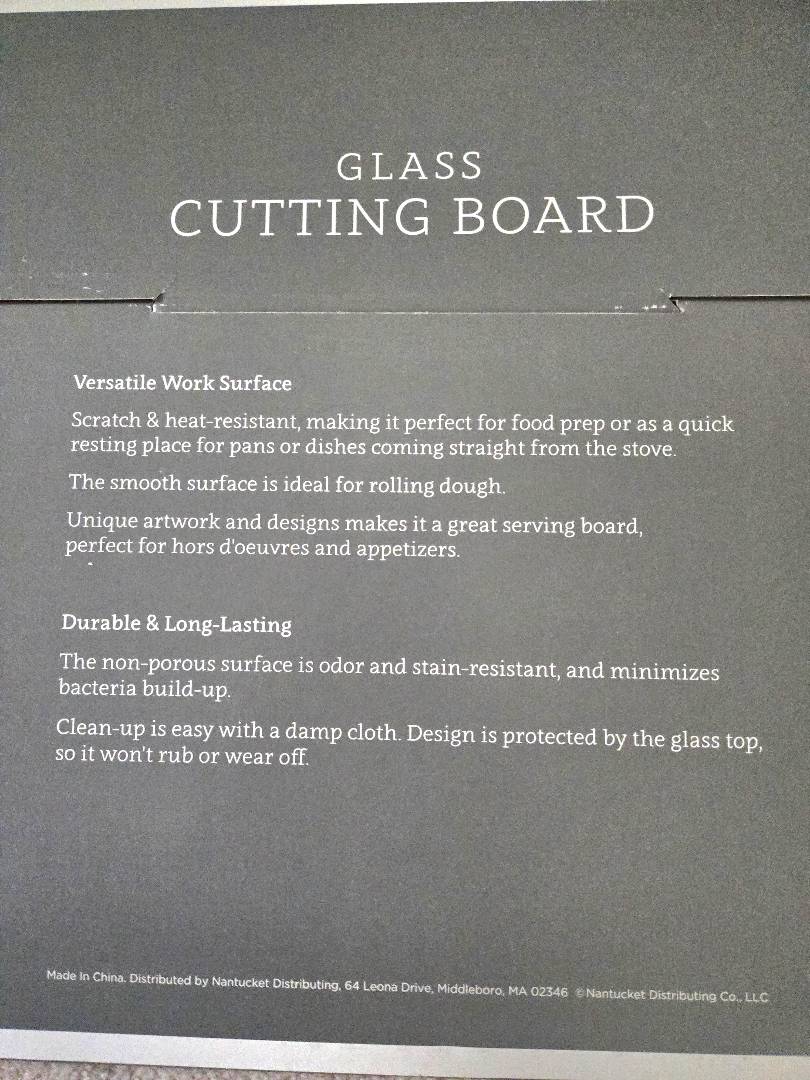 GLASS
CUTTING BOARD
Versatile Work Surface
Scratch & heat-resistant, making it perfect for food prep or as a quick
resting place for pans or dishes coming straight from the stove.
The smooth surface is ideal for rolling dough.
Unique artwork and designs makes it a great serving board,
perfect for hors d'oeuvres and appetizers.
Durable & Long-Lasting
The non-porous surface is odor and stain-resistant, and minimizes
bacteria build-up.
Clean-up is easy with a damp cloth. Design is protected by the glass top,
so it won't rub or wear off.
Made In China. Distributed by Nantucket Distributing, 64 Leona Drive, Middleboro, MA 02346 ©Nantucket Distributing Co., LLC